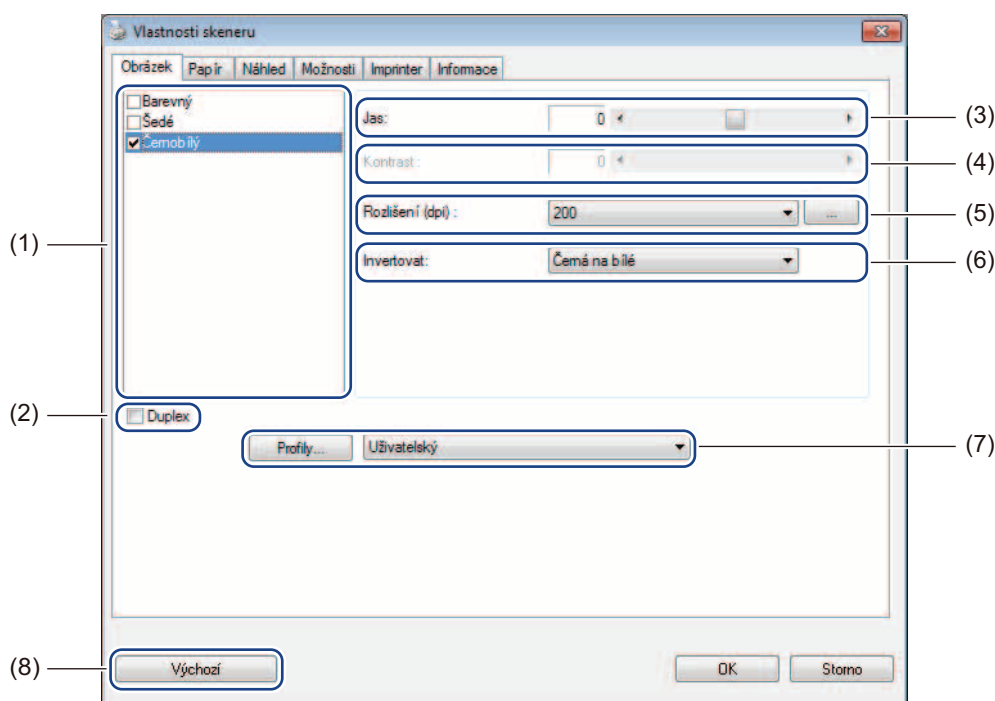 Vlastnosti skeneru
Obrázek Papír Náhled Možnosti Imprinter Informace
Barevný
Šedé
Černobílý
Jas: 0
(3)
Kontrast : 0
(4)
Rozlišení (dpi) : 200 ...
(5)
Invertovat: Černá na bílé
(6)
(1)
(2)
Duplex
Profily... Uživatelský
(7)
(8)
Výchozí OK Storno